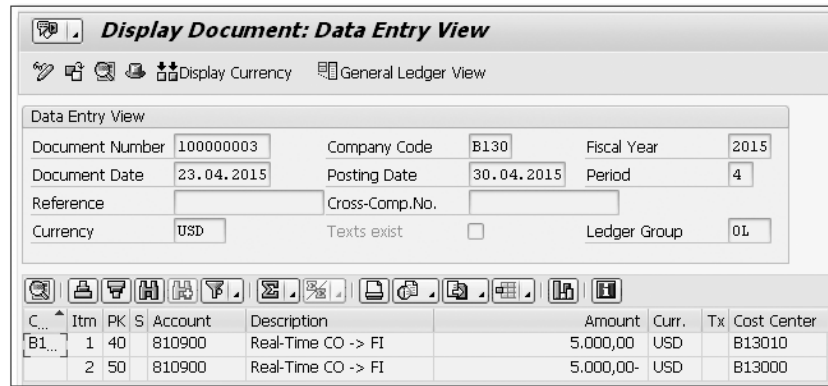 Display Document: Data Entry View
Display Currency General Ledger View
Data Entry View
Document Number 100000003 Company Code B130 Fiscal Year 2015
Document Date 23.04.2015 Posting Date 30.04.2015 Period 4
Reference Cross-Comp.No.
Currency USD Texts exist Ledger Group 0L
C... Itm PK S Account Description Amount Curr. Tx Cost Center
B1... 1 40 810900 Real-Time CO -> FI 5.000,00 USD B13010
2 50 810900 Real-Time CO -> FI 5.000,00- USD B13000